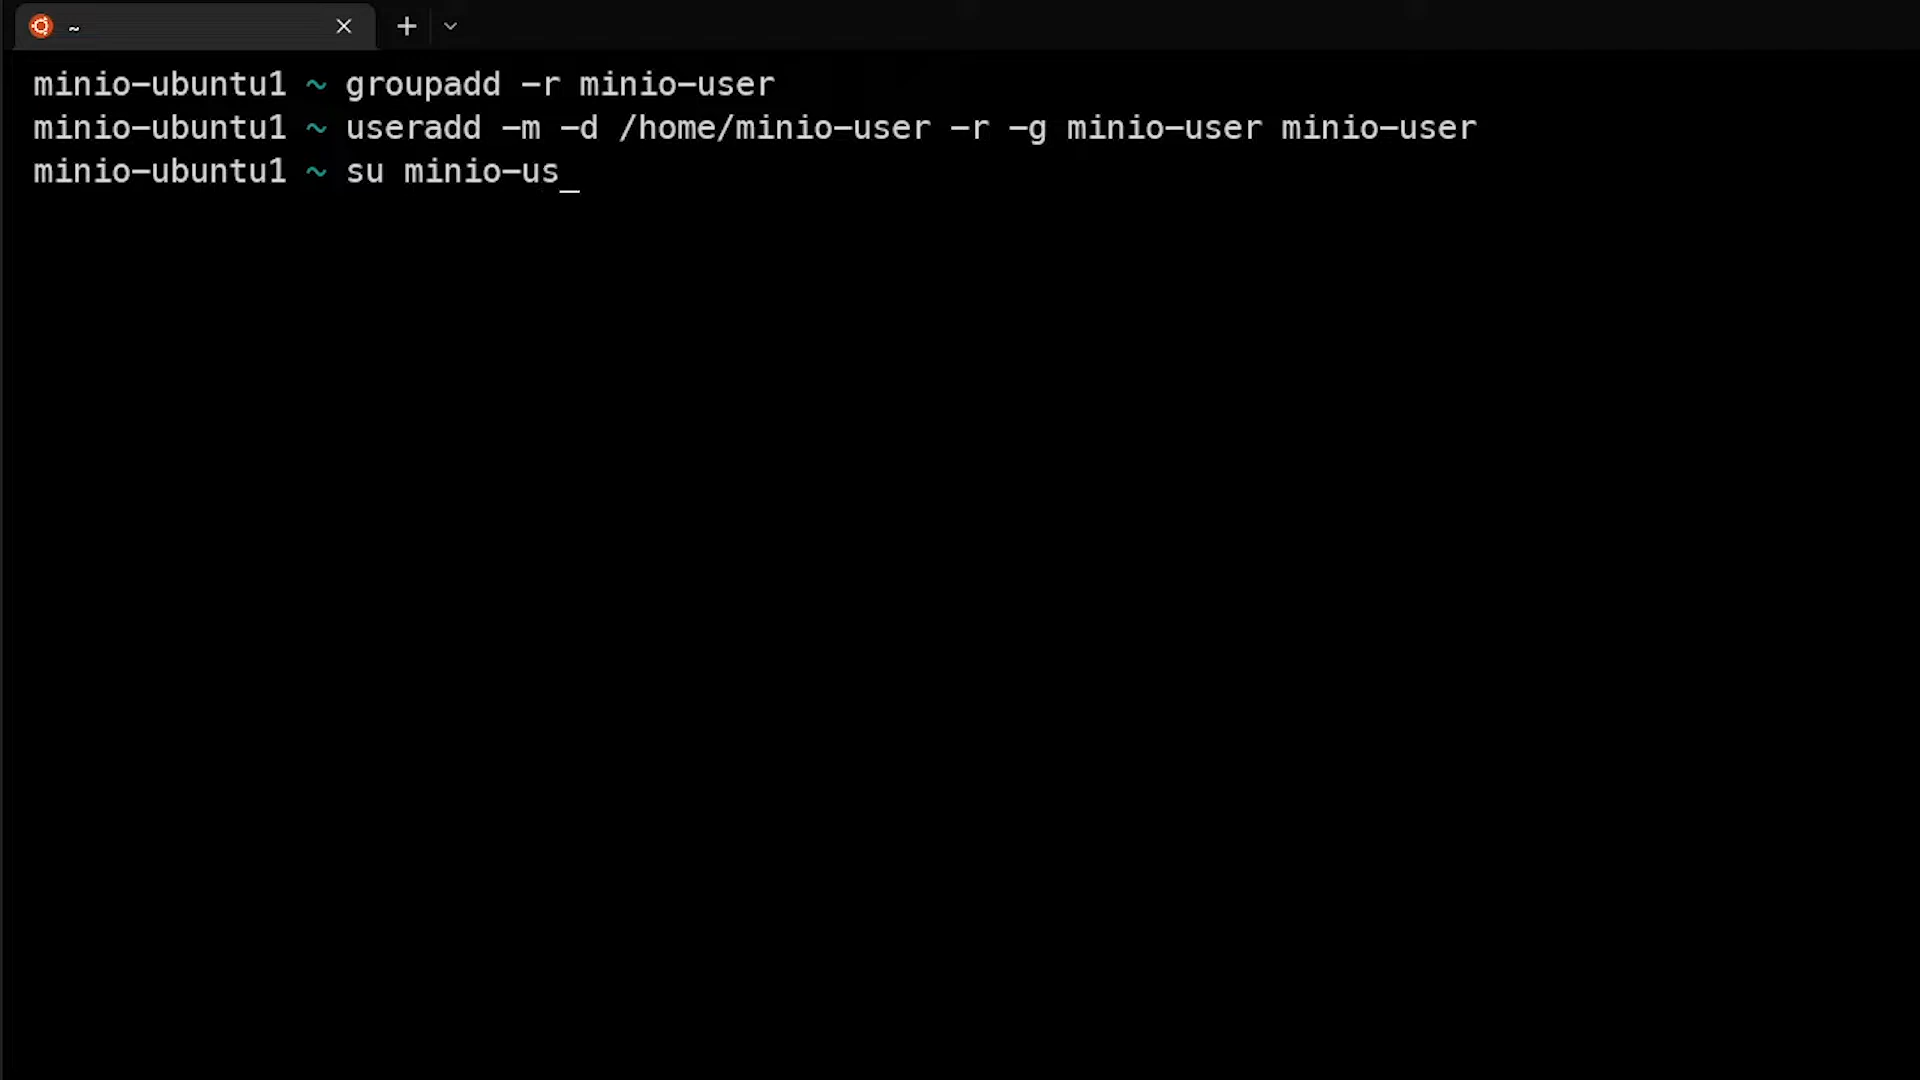 ~
minio-ubuntu1 ~ groupadd -r minio-user
minio-ubuntu1 ~ useradd -m -d /home/minio-user -r -g minio-user minio-user
minio-ubuntu1 ~ su minio-us_